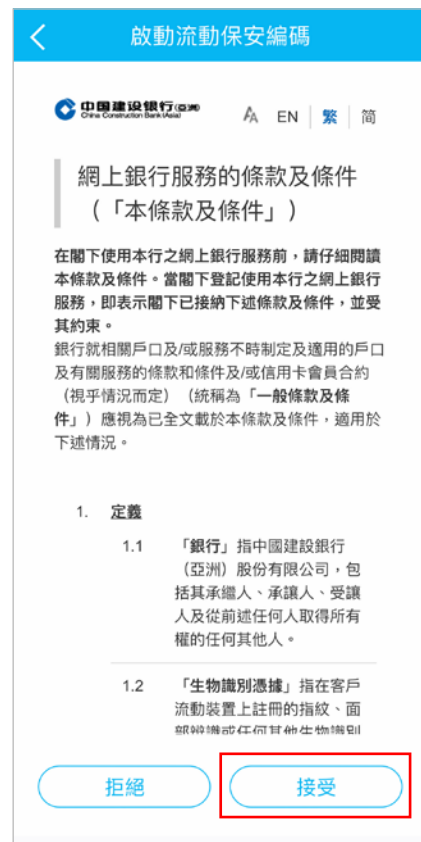 啟動流動保安編碼
中国建设银行(亞洲)
China Construction Bank (Asia)
AA EN 繁 简
網上銀行服務的條款及條件
（「本條款及條件」）
在閣下使用本行之網上銀行服務前，請仔細閱讀
本條款及條件。當閣下登記使用本行之網上銀行
服務，即表示閣下已接納下述條款及條件，並受
其約束。
銀行就相關戶口及/或服務不時制定及適用的戶口
及有關服務的條款和條件及/或信用卡會員合約
（視乎情況而定）（統稱為「一般條款及條
件」）應視為已全文載於本條款及條件，適用於
下述情況。
1. 定義
1.1 「銀行」指中國建設銀行
（亞洲）股份有限公司，包
括其承繼人、承讓人、受讓
人及從前述任何人取得所有
權的任何其他人。
1.2 「生物識別憑據」指在客戶
流動裝置上註冊的指紋、面
部辨識或任何其他生物識別
拒絕 接受